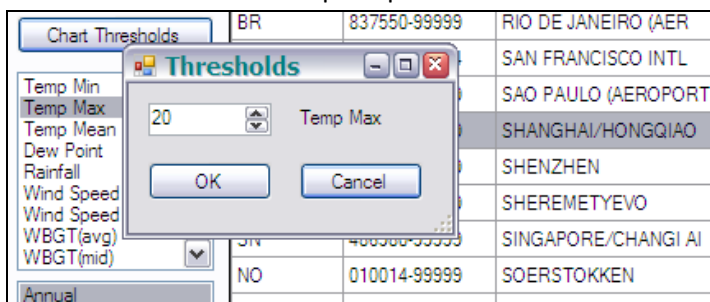 Chart Thresholds
Temp Min
Temp Max
Temp Mean
Dew Point
Rainfall
Wind Speed
Wind Speed
WBGT(avg)
WBGT(mid)
Annual
Thresholds
20 Temp Max
OK Cancel
BR 837550-99999 RIO DE JANEIRO (AER
SAN FRANCISCO INTL
SAO PAULO (AEROPORT
SHANGHAI/HONGQIAO
SHENZHEN
SHEREMETYEVO
SINGAPORE/CHANGI AI
NO 010014-99999 SOERSTOKKEN